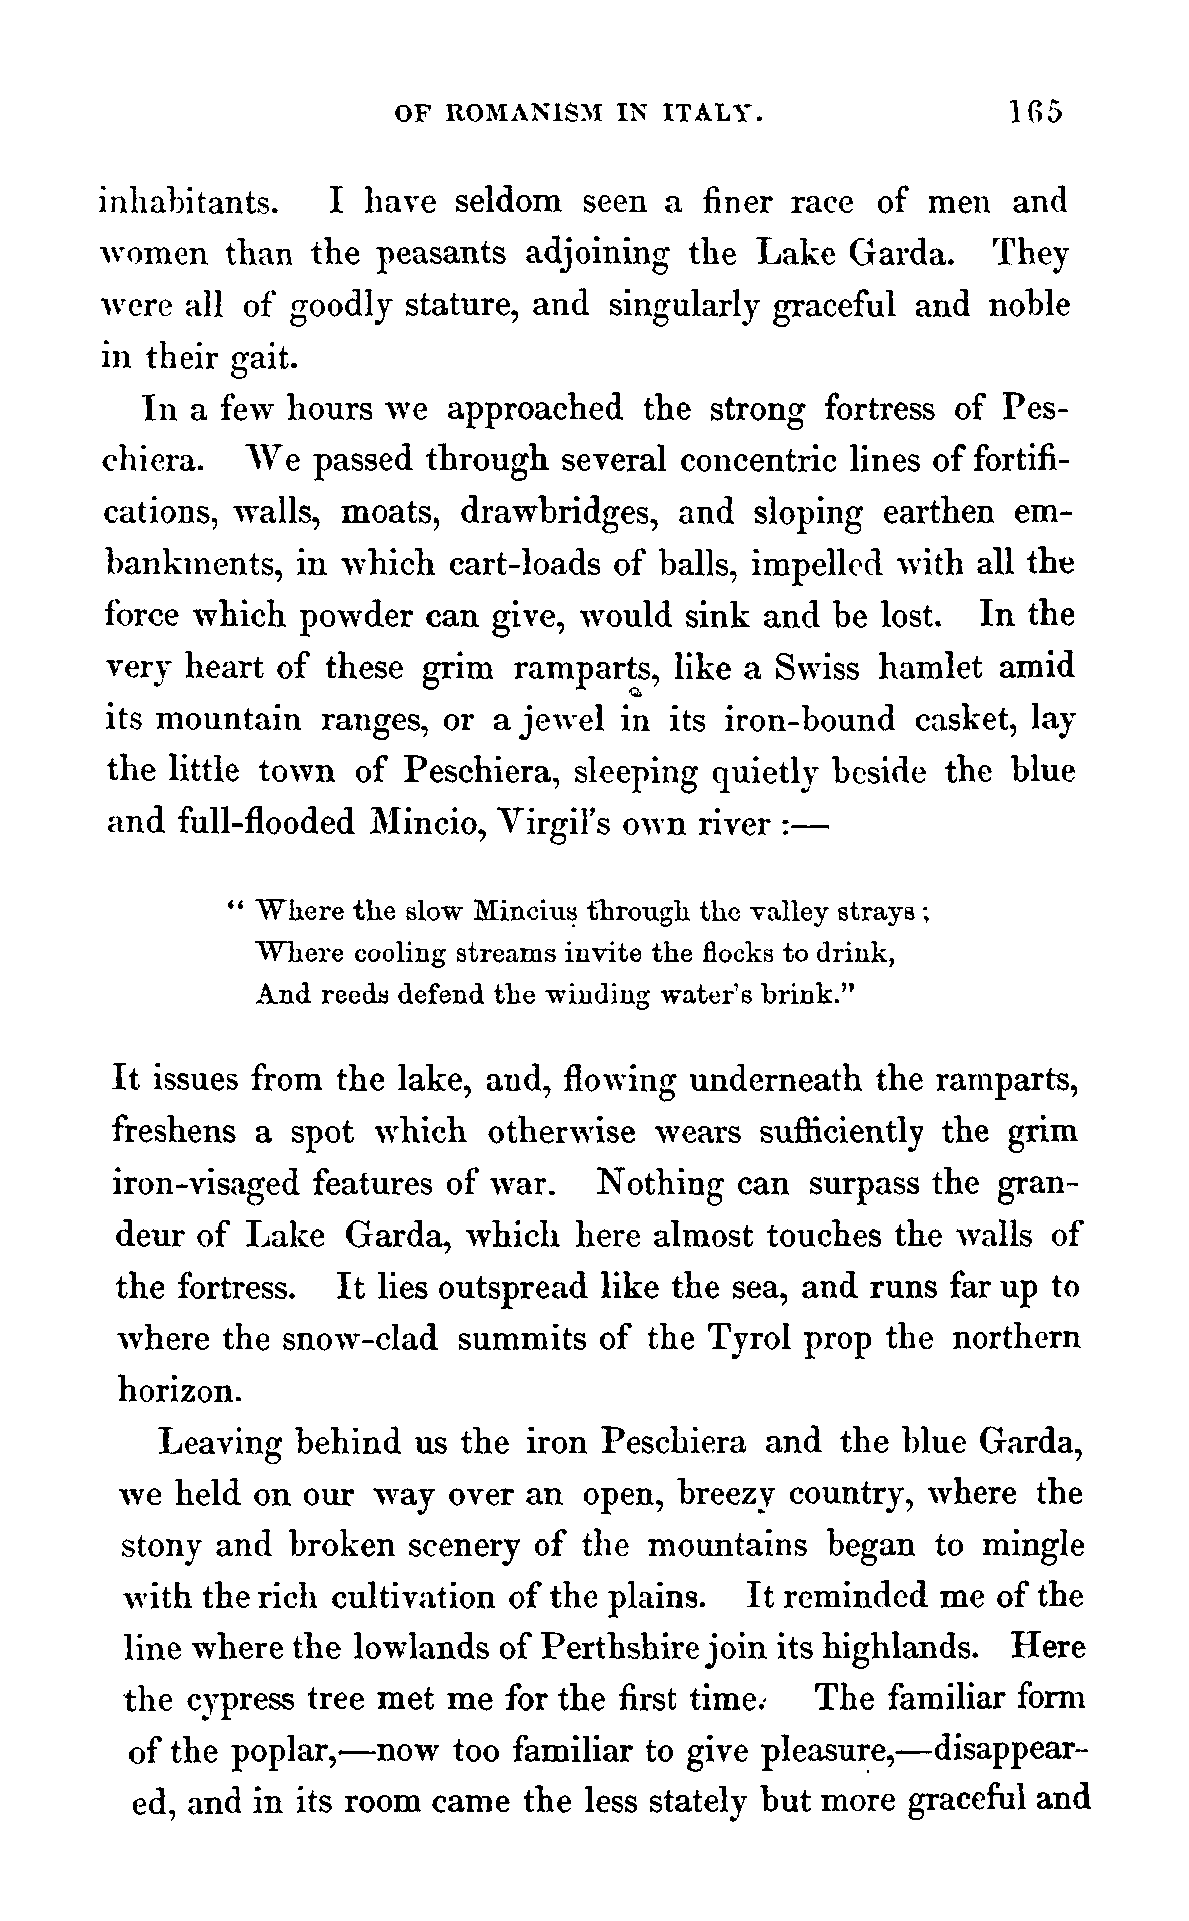 OF ROMANISM IN ITALY. 165
inhabitants. I have seldom seen a finer race of men and
women than the peasants adjoining the Lake Garda. They
were all of goodly stature, and singularly graceful and noble
in their gait.
In a few hours we approached the strong fortress of Pes-
chiera. We passed through several concentric lines of fortifi-
cations, walls, moats, drawbridges, and sloping earthen em-
bankments, in which cart-loads of balls, impelled with all the
force which powder can give, would sink and be lost. In the
very heart of these grim ramparts, like a Swiss hamlet amid
its mountain ranges, or a jewel in its iron-bound casket, lay
the little town of Peschiera, sleeping quietly beside the blue
and full-flooded Mincio, Virgil's own river :—
" Where the slow Mincius through the valley strays ;
Where cooling streams invite the flocks to drink,
And reeds defend the winding water's brink."
It issues from the lake, and, flowing underneath the ramparts,
freshens a spot which otherwise wears sufficiently the grim
iron-visaged features of war. Nothing can surpass the gran-
deur of Lake Garda, which here almost touches the walls of
the fortress. It lies outspread like the sea, and runs far up to
where the snow-clad summits of the Tyrol prop the northern
horizon.
Leaving behind us the iron Peschiera and the blue Garda,
we held on our way over an open, breezy country, where the
stony and broken scenery of the mountains began to mingle
with the rich cultivation of the plains. It reminded me of the
line where the lowlands of Perthshire join its highlands. Here
the cypress tree met me for the first time. The familiar form
of the poplar,—now too familiar to give pleasure,—disappear-
ed, and in its room came the less stately but more graceful and